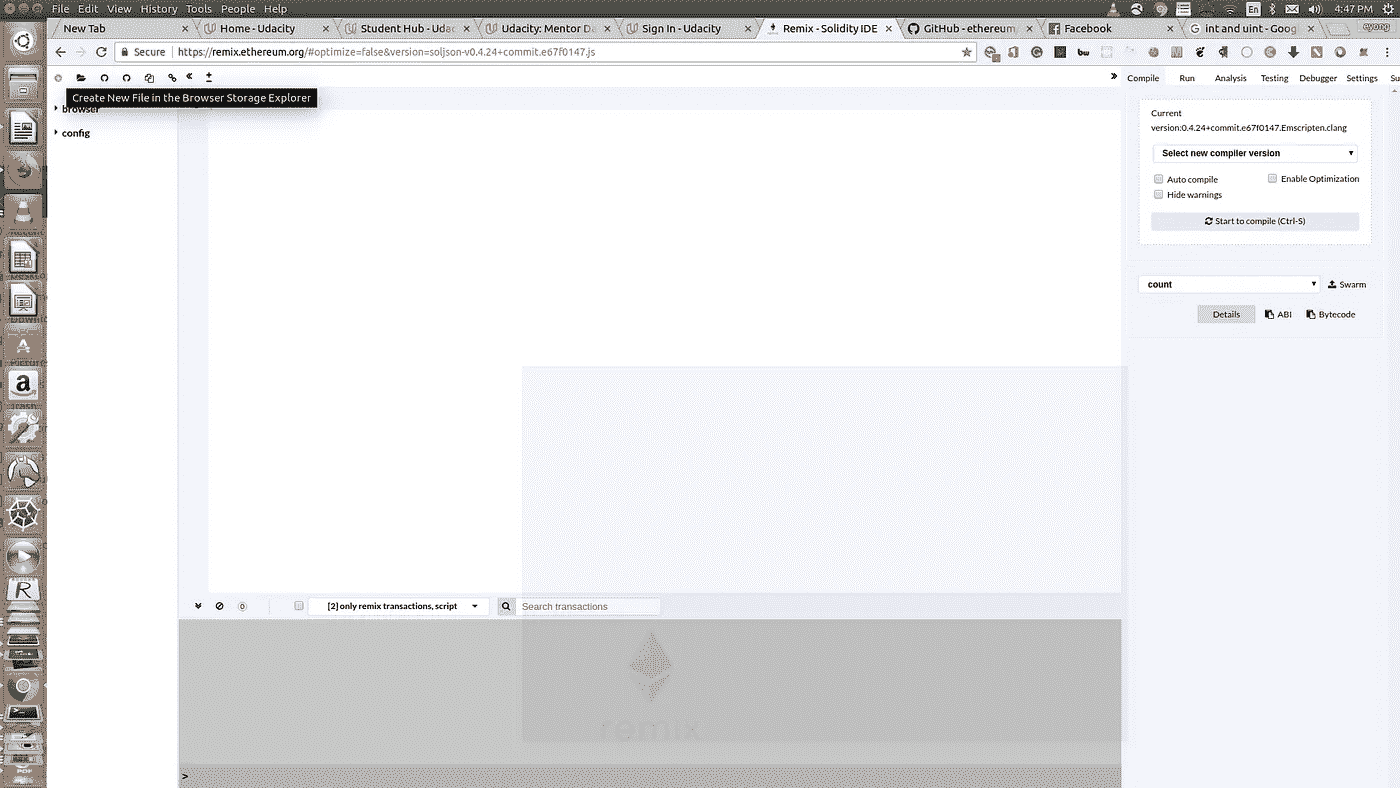 File Edit View History Tools People Help
En 4:47 PM
New Tab Home - Udacity Student Hub - Udac Udacity: Mentor D Sign In - Udacity Remix - Solidity IDE GitHub - ethereum Facebook int and uint - Goog eyong
Secure https://remix.ethereum.org/#optimize=false&version=soljson-v0.4.24+commit.e67f0147.js
Compile Run Analysis Testing Debugger Settings Su
Create New File in the Browser Storage Explorer
browser
config
Current
version:0.4.24+commit.e67f0147.Emscripten.clang
Select new compiler version
Auto compile Enable Optimization
Hide warnings
Start to compile (Ctrl-S)
count Swarm
Details ABI Bytecode
0 [2] only remix transactions, script Search transactions
remix
>